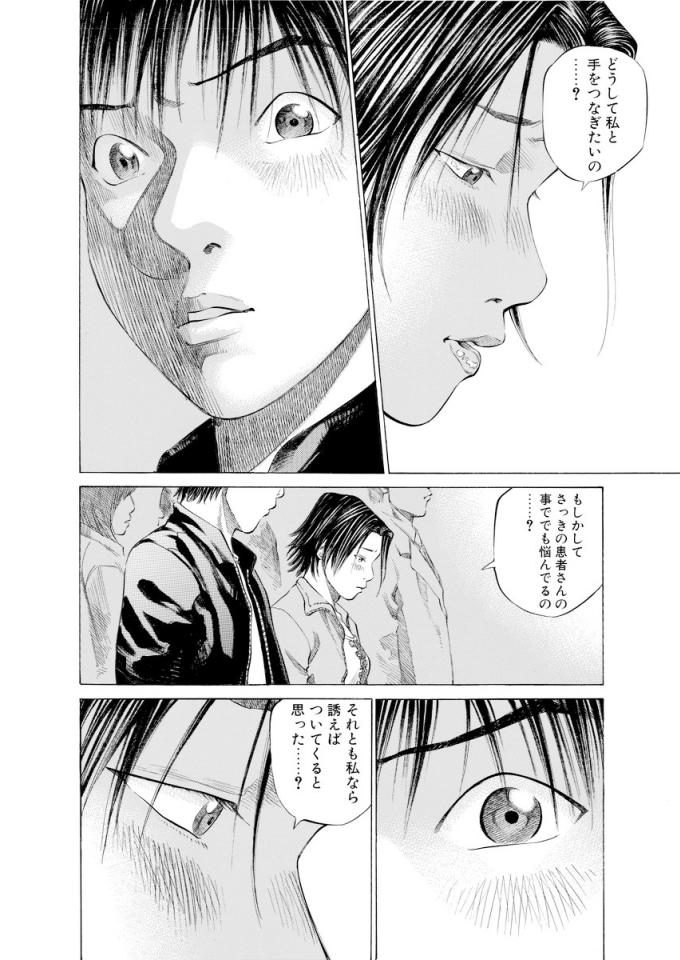 どうして私と
手をつなぎたいの
……？
もしかして
さっきの患者さんの
事ででも悩んでるの
……？
それとも私なら
誘えば
ついてくると
思った……？